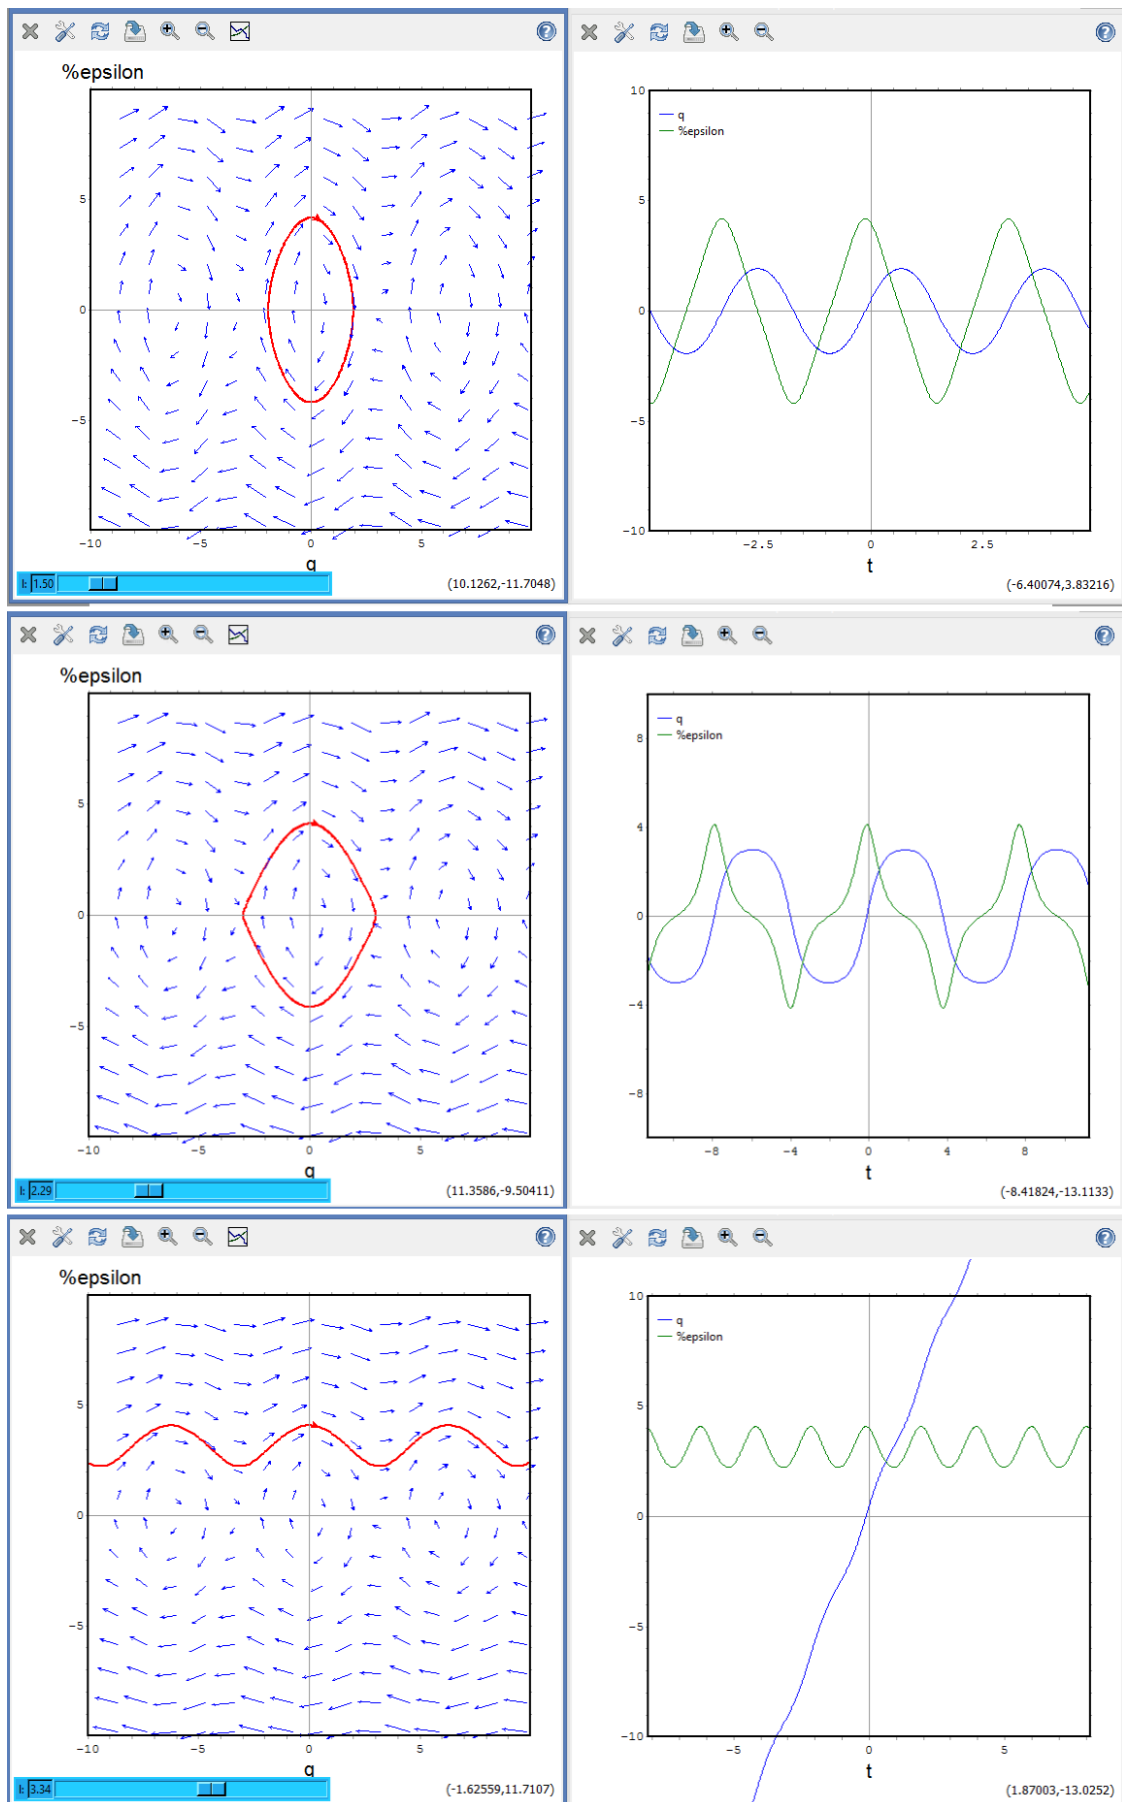 %epsilon
5
0
-5
-10
-5
0
5
q
l: 1.50
(10.1262,-11.7048)
10
q
%epsilon
5
0
-5
-10
-2.5
0
2.5
t
(-6.40074,3.83216)
%epsilon
5
0
-5
-10
-5
0
5
q
l: 2.29
(11.3586,-9.50411)
q
%epsilon
8
4
0
-4
-8
-8
-4
0
4
8
t
(-8.41824,-13.1133)
%epsilon
5
0
-5
-10
-5
0
5
q
l: 3.34
(-1.62559,11.7107)
10
q
%epsilon
5
0
-5
-10
-5
0
5
t
(1.87003,-13.0252)